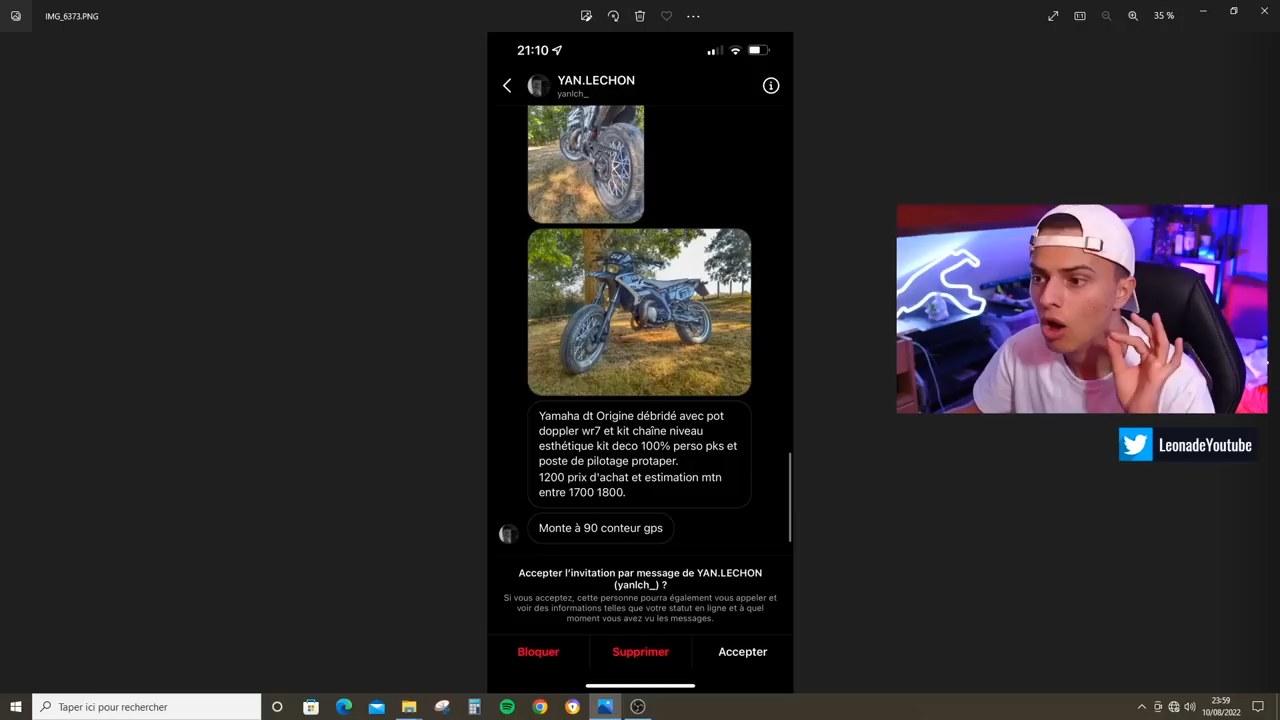 IMG_6373.PNG
35 %
21:10
YAN.LECHON
yanlch_
Yamaha dt Origine débridé avec pot
doppler wr7 et kit chaîne niveau
esthétique kit deco 100% perso pks et
poste de pilotage protaper.
1200 prix d'achat et estimation mtn
entre 1700 1800.
Monte à 90 conteur gps
Accepter l'invitation par message de YAN.LECHON
(yanlch_) ?
Si vous acceptez, cette personne pourra également vous appeler et
voir des informations telles que votre statut en ligne et à quel
moment vous avez vu les messages.
Bloquer
Supprimer
Accepter
LeonadeYoutube
Taper ici pour rechercher
23:59
10/08/2022